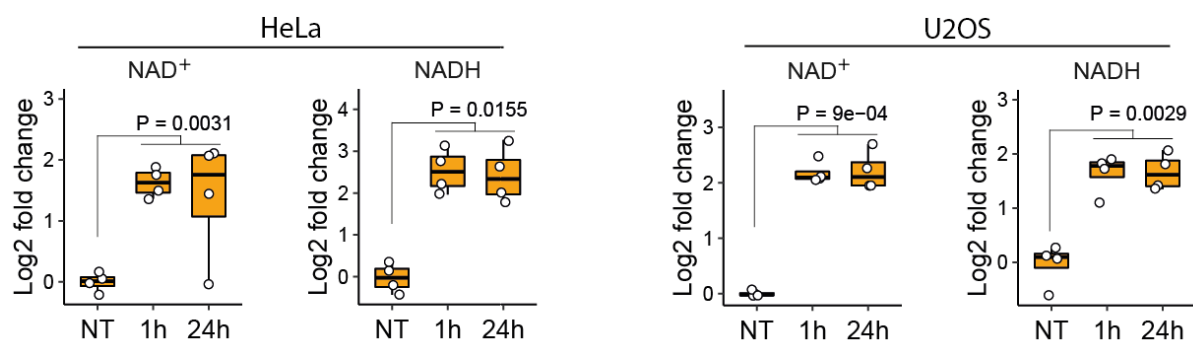 HeLa
U2OS
NAD⁺
NADH
NAD⁺
NADH
Log2 fold change
3
2
1
0
P = 0.0031
NT 1h 24h
Log2 fold change
4
3
2
1
0
P = 0.0155
NT 1h 24h
Log2 fold change
3
2
1
0
P = 9e−04
NT 1h 24h
Log2 fold change
3
2
1
0
P = 0.0029
NT 1h 24h